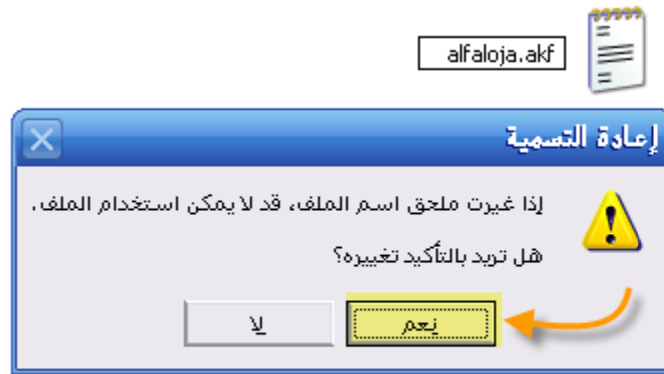 alfaloja.akf
إعادة التسمية
إذا غيرت ملحق اسم الملف، قد لا يمكن استخدام الملف.
هل تريد بالتأكيد تغييره؟
نعم
لا